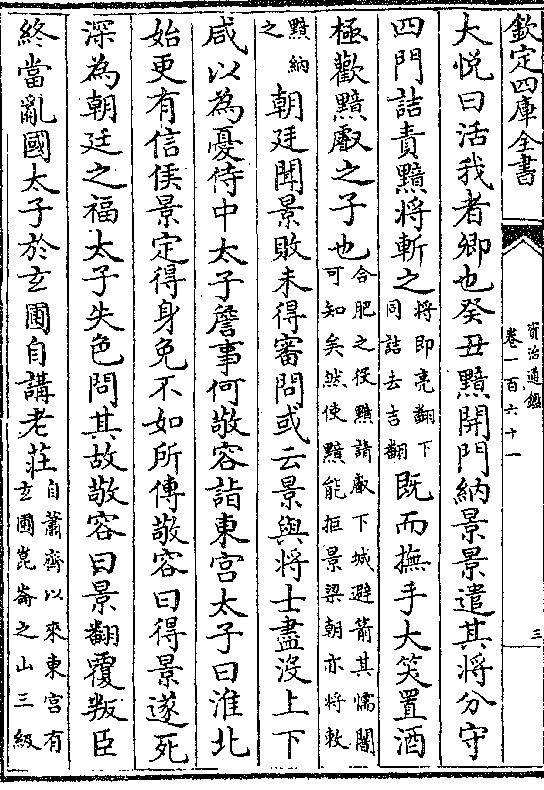 欽定四庫全書
資治通鑑
卷一百六十一
三
大悦曰活我者卿也癸丑黯開門納景景遣其將分守
四門詰責黯將斬之將即亮翻下同詰去吉翻既而撫手大笑置酒
極歡黯叡之子也合肥之役黯請叡下城避箭其懦闇可知矣然使黯能拒景梁朝亦將敕
黯納之朝廷聞景敗未得審問或云景與將士盡沒上下
咸以為憂侍中太子詹事何敬容詣東宮太子曰淮北
始更有信侯景定得身免不如所傳敬容曰得景遂死
深為朝廷之福太子失色問其故敬容曰景翻覆叛臣
終當亂國太子於玄圃自講老莊自蕭齊以來東宮有玄圃崑崙之山三級